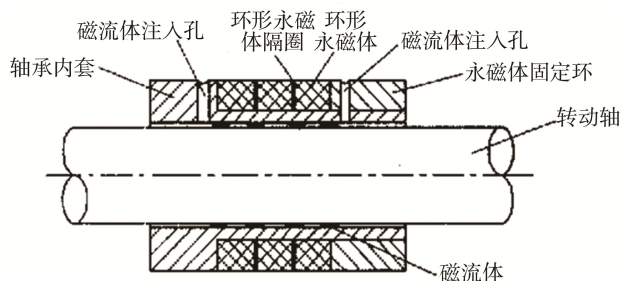 磁流体注入孔
环形永磁
体隔圈
环形
永磁体
磁流体注入孔
轴承内套
永磁体固定环
转动轴
磁流体